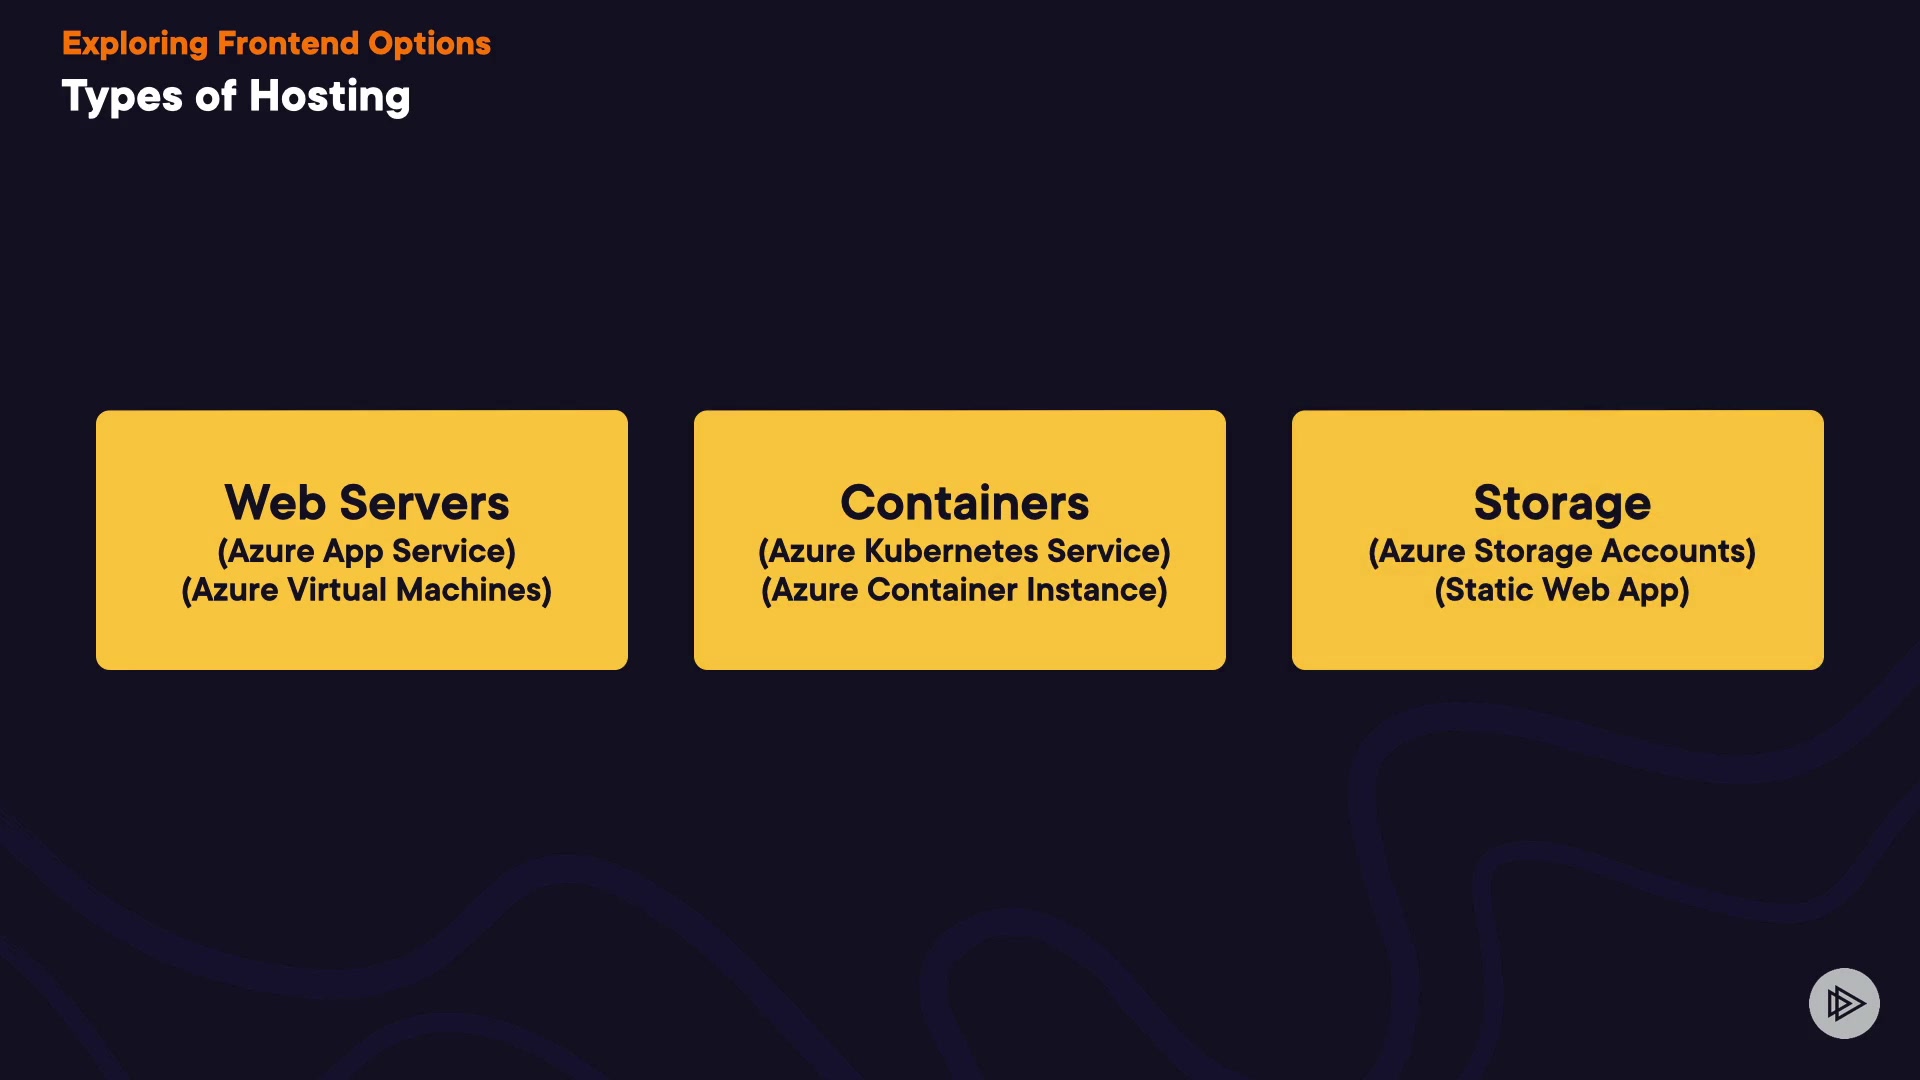 Exploring Frontend Options
Types of Hosting
Web Servers
(Azure App Service)
(Azure Virtual Machines)
Containers
(Azure Kubernetes Service)
(Azure Container Instance)
Storage
(Azure Storage Accounts)
(Static Web App)